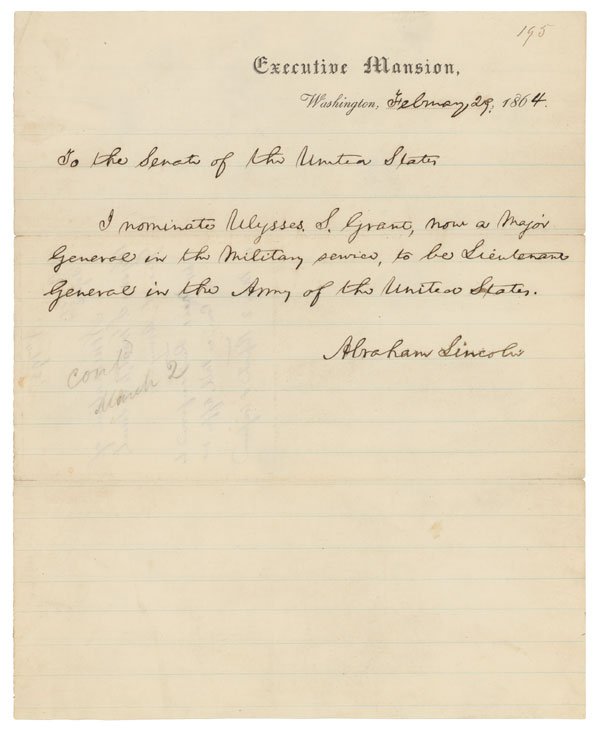 195
Executive Mansion,
Washington, February 29, 1864.
To the Senate of the United States
I nominate Ulysses S. Grant, now a Major
General in the Military service, to be Lieutenant
General in the Army of the United States.
Abraham Lincoln
Conf
March 2